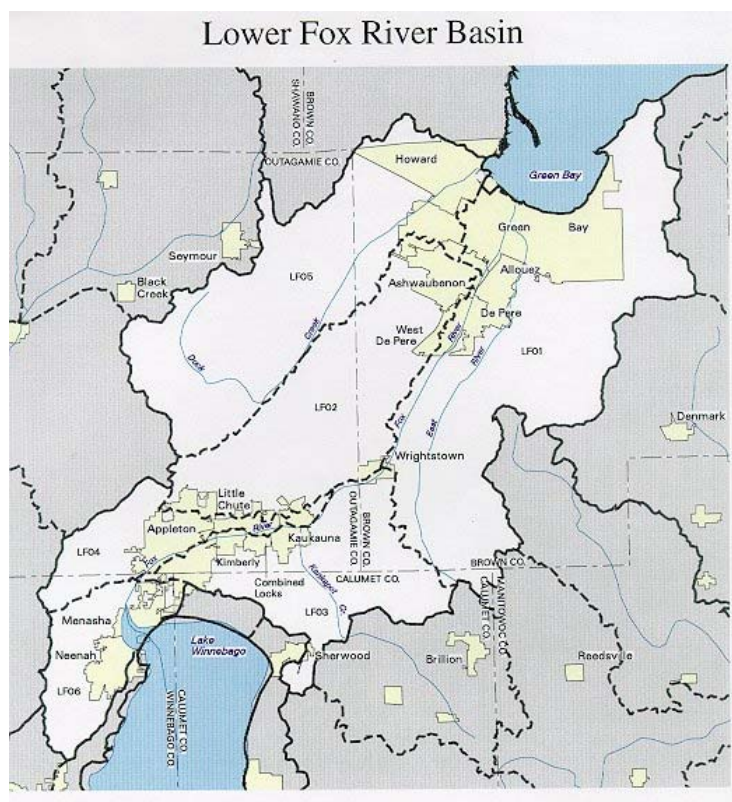 Lower Fox River Basin
BROWN CO.
SHAWANO CO.
OUTAGAMIE CO.
Howard
Green Bay
Seymour
Green Bay
LF05
Black
Creek
Ashwaubenon
Allouez
De Pere
West
De Pere
River
River
LF01
Creek
Duck
LF02
Fox
East
Denmark
Wrightstown
Little
Chute
Appleton
River
Kaukauna
OUTAGAMIE CO.
BROWN CO.
LF04
Fox
Kimberly
BROWN CO.
Combined
Locks
CALUMET CO.
Kankapot Cr.
MANITOWOC CO.
CALUMET CO.
LF03
Menasha
Lake
Winnebago
Neenah
Sherwood
Brillion
Reedsville
LF06
CALUMET CO.
WINNEBAGO CO.